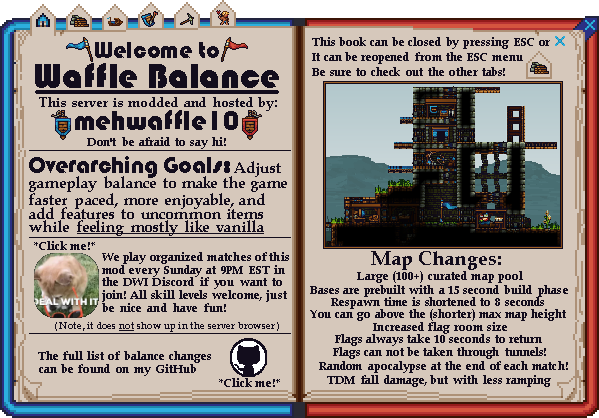 Welcome to
Waffle Balance
This server is modded and hosted by:
mehwaffle10
Don't be afraid to say hi!
Overarching Goals: Adjust
gameplay balance to make the game
faster paced, more enjoyable, and
add features to uncommon items
while feeling mostly like vanilla
*Click me!*
DEAL WITH IT
We play organized matches of this
mod every Sunday at 9PM EST in
the DWI Discord if you want to
join! All skill levels welcome, just
be nice and have fun!
(Note, it does not show up in the server browser)
The full list of balance changes
can be found on my GitHub
*Click me!*
This book can be closed by pressing ESC or
It can be reopened from the ESC menu
Be sure to check out the other tabs!
Map Changes:
Large (100+) curated map pool
Bases are prebuilt with a 15 second build phase
Respawn time is shortened to 8 seconds
You can go above the (shorter) max map height
Increased flag room size
Flags always take 10 seconds to return
Flags can not be taken through tunnels!
Random apocalypse at the end of each match!
TDM fall damage, but with less ramping